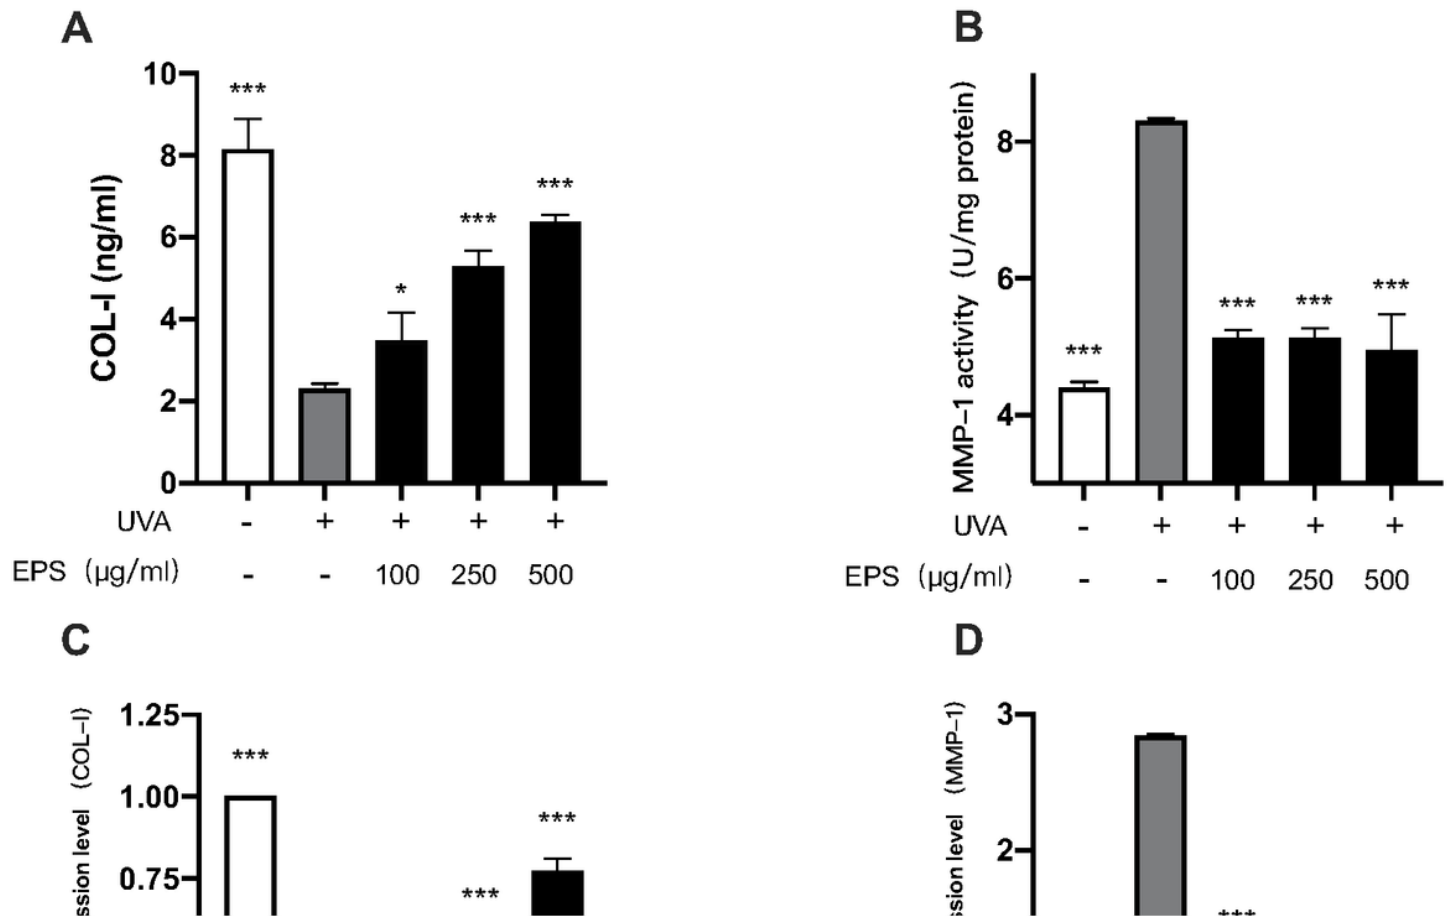 A
B
COL-I (ng/ml)
10
8
6
4
2
0
***
*
***
***
UVA - + + + +
EPS (μg/ml) - - 100 250 500
MMP-1 activity (U/mg protein)
8
6
4
***
***
***
***
UVA - + + + +
EPS (μg/ml) - - 100 250 500
C
D
level (COL-I)
1.25
1.00
0.75
***
***
***
level (MMP-1)
3
2
***